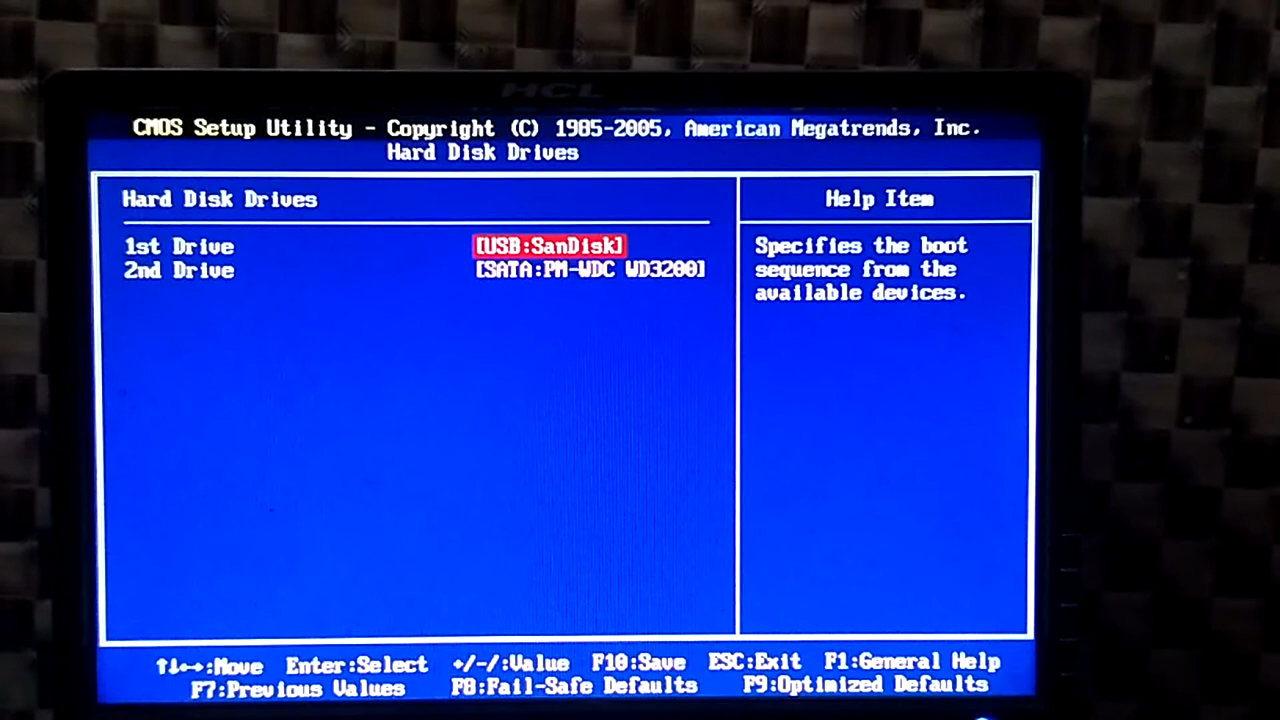 HCL
CMOS Setup Utility - Copyright (C) 1985-2005, American Megatrends, Inc.
Hard Disk Drives
Hard Disk Drives
1st Drive [USB:SanDisk]
2nd Drive [SATA:PM-WDC WD3200]
Help Item
Specifies the boot
sequence from the
available devices.
↑↓←→:Move Enter:Select +/-/:Value F10:Save ESC:Exit F1:General Help
F7:Previous Values F8:Fail-Safe Defaults F9:Optimized Defaults